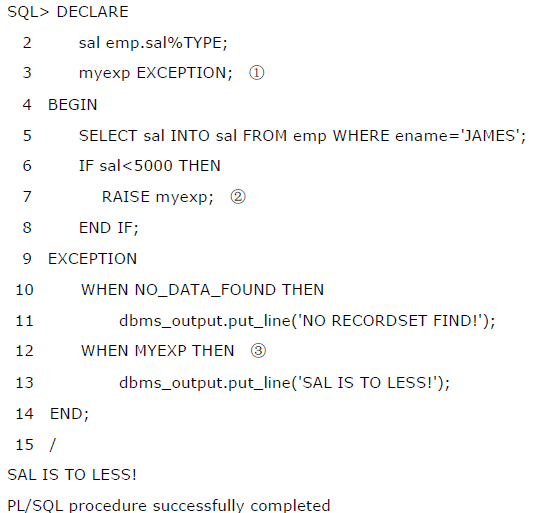 SQL> DECLARE
2 sal emp.sal%TYPE;
3 myexp EXCEPTION; ①
4 BEGIN
5 SELECT sal INTO sal FROM emp WHERE ename='JAMES';
6 IF sal<5000 THEN
7 RAISE myexp; ②
8 END IF;
9 EXCEPTION
10 WHEN NO_DATA_FOUND THEN
11 dbms_output.put_line('NO RECORDSET FIND!');
12 WHEN MYEXP THEN ③
13 dbms_output.put_line('SAL IS TO LESS!');
14 END;
15 /
SAL IS TO LESS!
PL/SQL procedure successfully completed